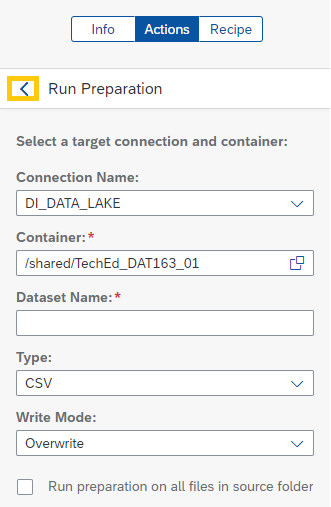 Info Actions Recipe
Run Preparation
Select a target connection and container:
Connection Name:
DI_DATA_LAKE
Container:*
/shared/TechEd_DAT163_01
Dataset Name:*
Type:
CSV
Write Mode:
Overwrite
Run preparation on all files in source folder